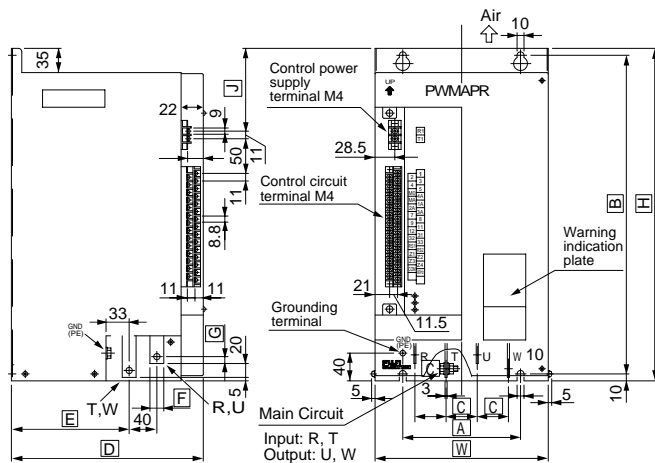 Air
10
35
J
Control power
supply
terminal M4
UP
PWMAPR
22
9
50
11
28.5
R1
T1
11
Control circuit
terminal M4
B
H
8.8
Warning
indication
plate
11
11
21
11.5
33
Grounding
terminal
GND
(PE)
G
20
GND
(PE)
R
T
U
W
10
40
C
5
3
5
5
10
T,W
R,U
F
E
40
Main Circuit
C
C
A
D
Input: R, T
Output: U, W
W